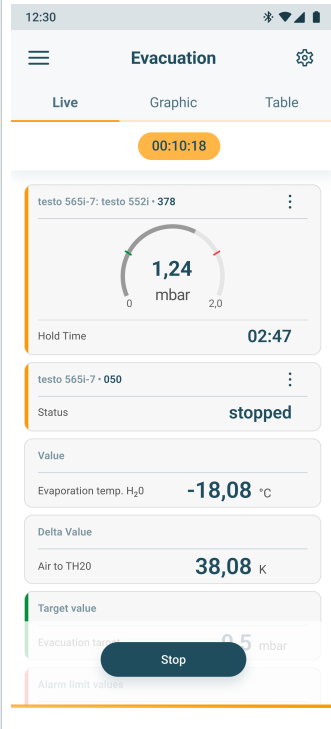 12:30
Evacuation
Live Graphic Table
00:10:18
testo 565i-7: testo 552i • 378
1,24
mbar
0 2,0
Hold Time 02:47
testo 565i-7 • 050
Status stopped
Value
Evaporation temp. H₂0 -18,08 °C
Delta Value
Air to TH20 38,08 K
Target value
Evacuation target 0,5 mbar
Stop
Alarm limit values